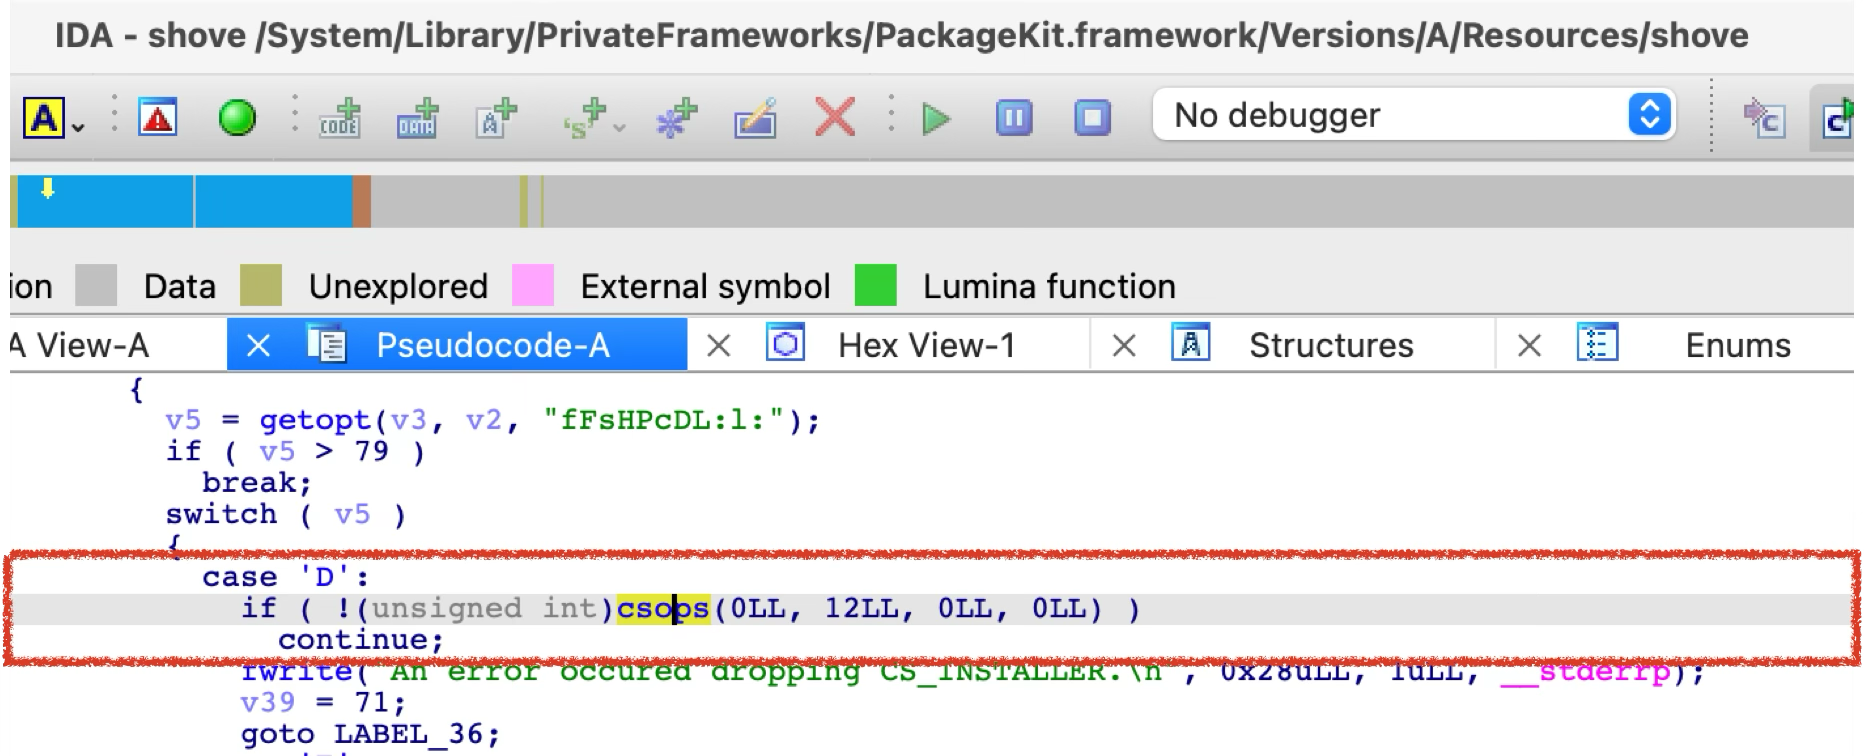 IDA - shove /System/Library/PrivateFrameworks/PackageKit.framework/Versions/A/Resources/shove
A CODE DATA A 's' No debugger C C
ion Data Unexplored External symbol Lumina function
A View-A Pseudocode-A Hex View-1 A Structures Enums
{
v5 = getopt(v3, v2, "fFsHPcDL:l:");
if ( v5 > 79 )
break;
switch ( v5 )
{
case 'D':
if ( !(unsigned int)csops(0LL, 12LL, 0LL, 0LL) )
continue;
fwrite("An error occured dropping CS_INSTALLER.\n", 0x28uLL, 1uLL, __stderrp);
v39 = 71;
goto LABEL_36;